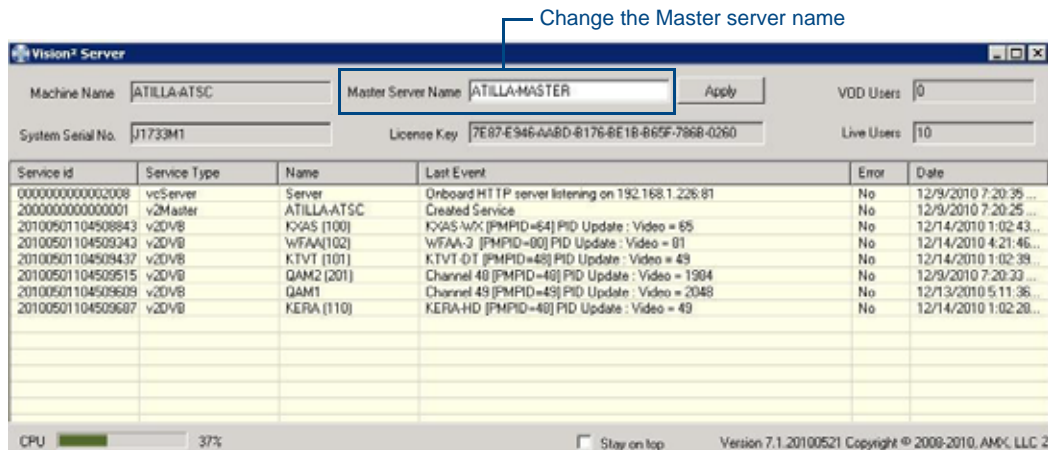 Change the Master server name
Vision² Server
Machine Name ATILLA-ATSC Master Server Name ATILLA-MASTER Apply VOD Users 0
System Serial No. J1733M1 License Key 7E87-E946-AABD-B176-BE1B-B65F-786B-0260 Live Users 10
Service id Service Type Name Last Event Error Date
0000000000002008 vcServer Server Onboard HTTP server listening on 192.168.1.226:81 No 12/9/2010 7:20:35 ...
2000000000000001 v2Master ATILLA-ATSC Created Service No 12/9/2010 7:20:25 ...
20100501104508843 v2DVB KXAS (100) KXAS-WX [PMPID=64] PID Update : Video = 65 No 12/14/2010 1:02:43...
20100501104509343 v2DVB WFAA(102) WFAA-3 [PMPID=80] PID Update : Video = 81 No 12/14/2010 4:21:46...
20100501104509437 v2DVB KTVT (101) KTVT-DT [PMPID=48] PID Update : Video = 49 No 12/14/2010 1:02:39...
20100501104509515 v2DVB QAM2 (201) Channel 48 [PMPID=48] PID Update : Video = 1984 No 12/9/2010 7:20:33 ...
20100501104509609 v2DVB QAM1 Channel 49 [PMPID=49] PID Update : Video = 2048 No 12/13/2010 5:11:36...
20100501104509687 v2DVB KERA (110) KERA-HD [PMPID=48] PID Update : Video = 49 No 12/14/2010 1:02:28...
CPU 37% Stay on top Version 7.1.20100521 Copyright © 2008-2010, AMX, LLC 2